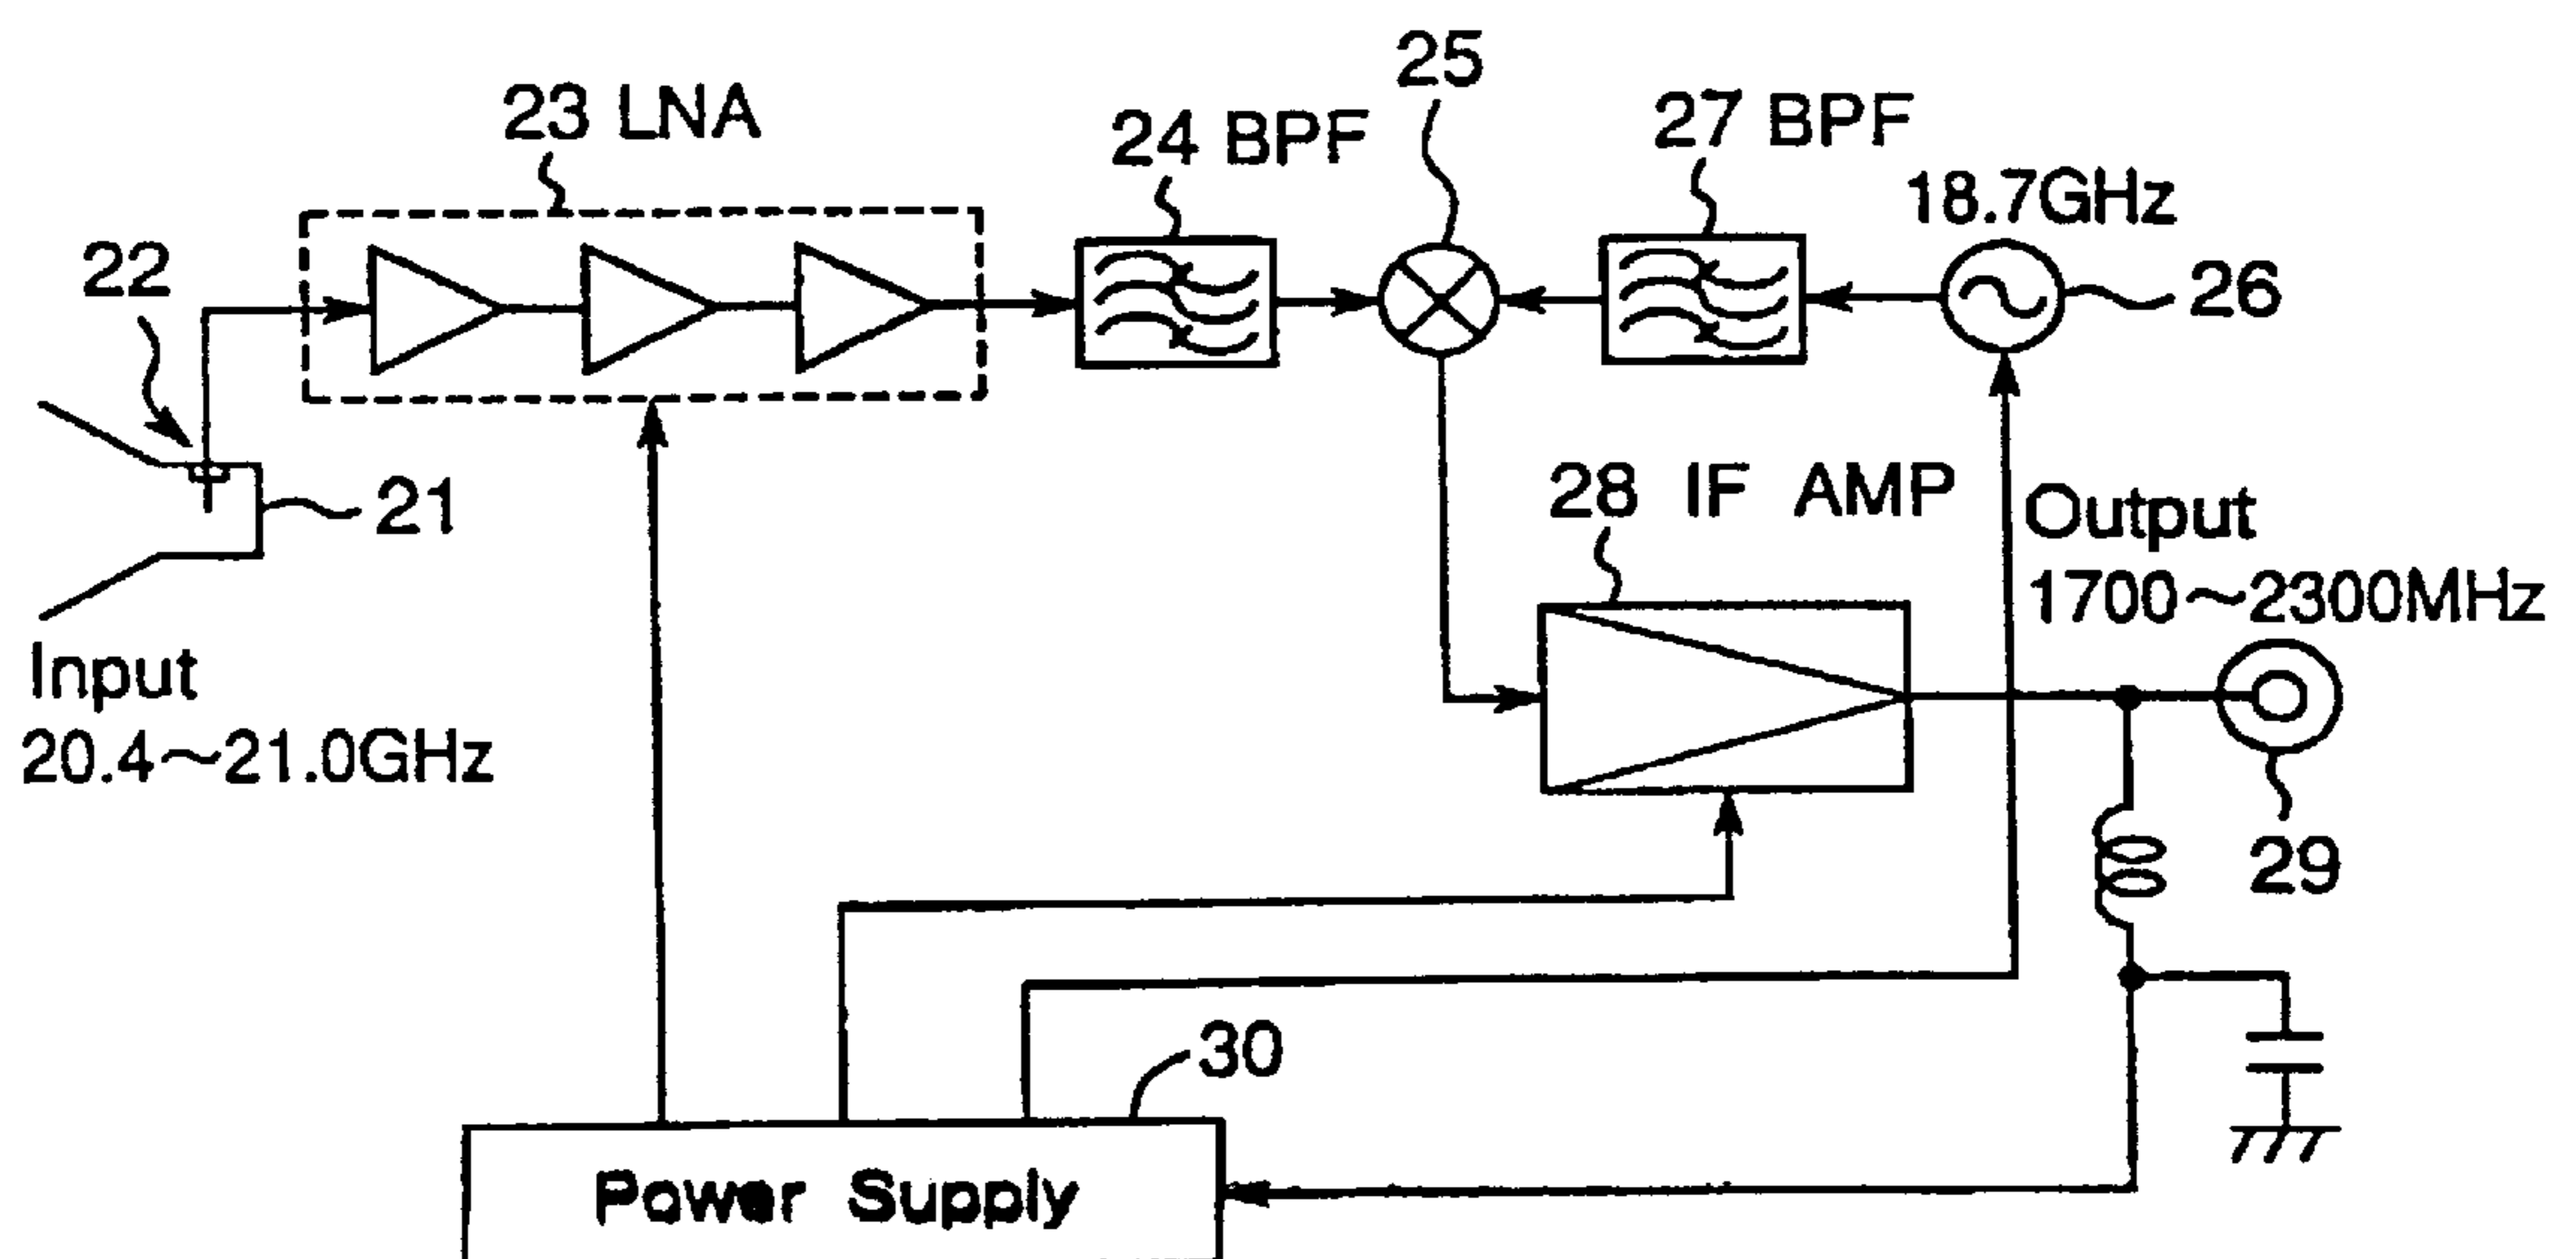 25
23 LNA
24 BPF
27 BPF
18.7GHz
22
26
21
28 IF AMP
Output
1700~2300MHz
Input
20.4~21.0GHz
29
30
Power Supply